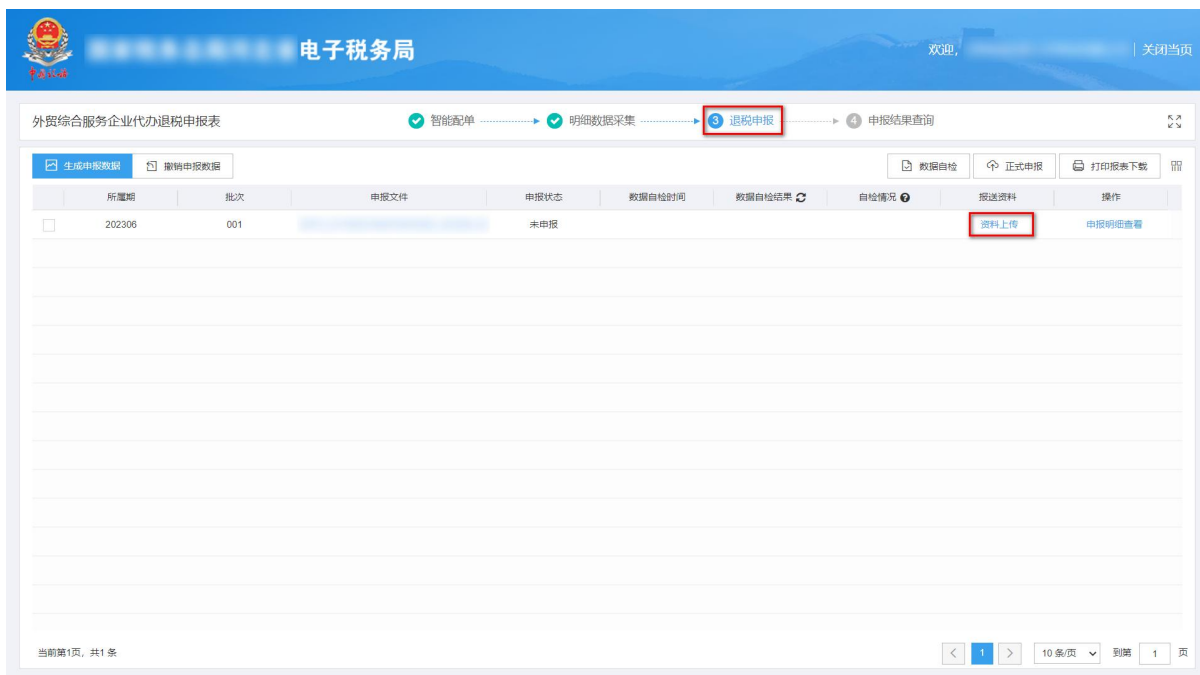 电子税务局
欢迎,
关闭当页
外贸综合服务企业代办退税申报表
智能配单
明细数据采集
3 退税申报
4 申报结果查询
生成申报数据
撤销申报数据
数据自检
正式申报
打印报表下载
所属期 批次 申报文件 申报状态 数据自检时间 数据自检结果 自检情况 报送资料 操作
202306 001 未申报 资料上传 申报明细查看
当前第1页, 共1 条
1 10 条/页 到第 1 页